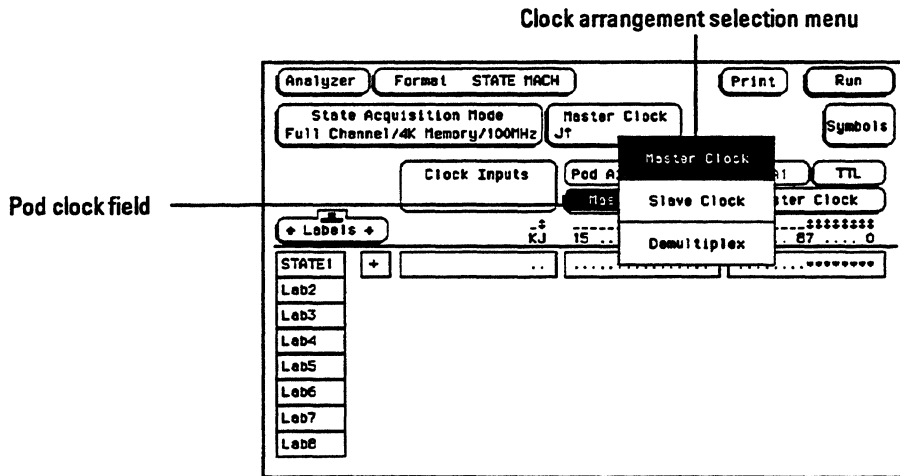 Clock arrangement selection menu
Analyzer Format STATE MACH Print Run
State Acquisition Mode Master Clock
Full Channel/4K Memory/100MHz J↑ Symbols
Master Clock
Clock Inputs Pod A1 TTL
Pod clock field Slave Clock Clock
Labels KJ 15 .. 87 .... 0
Demultiplex
STATE1 + .. ........
Lab2
Lab3
Lab4
Lab5
Lab6
Lab7
Lab8